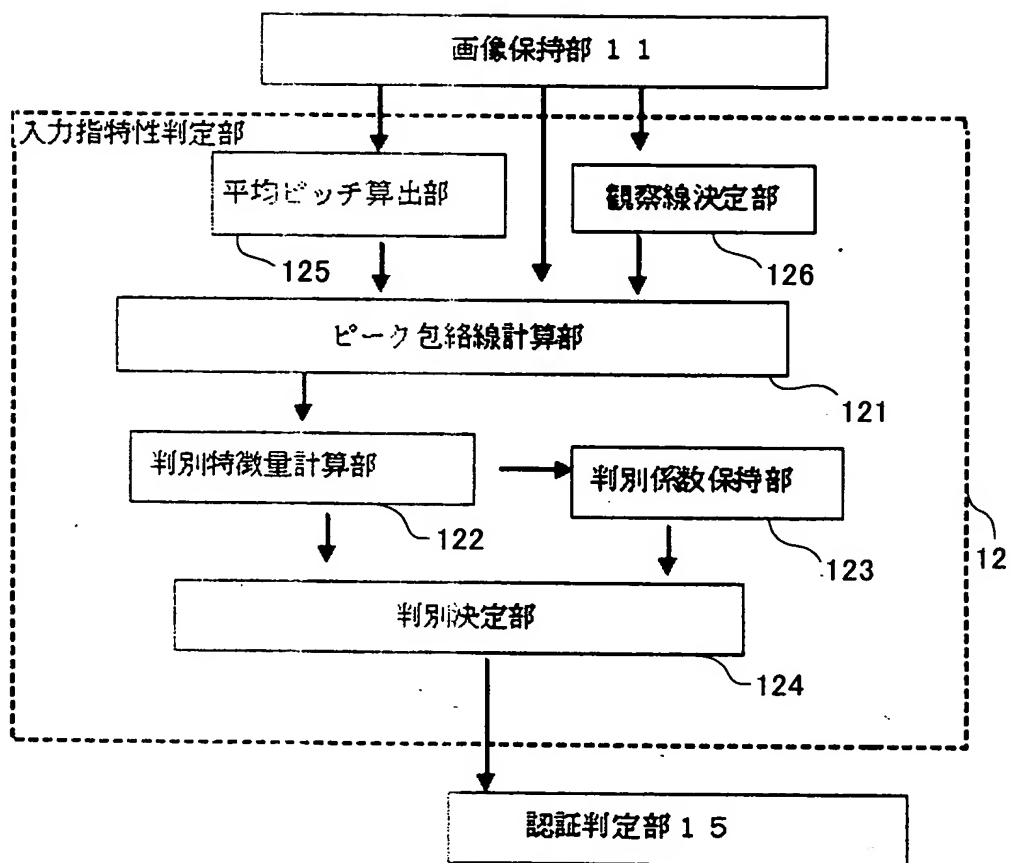 画像保持部11
入力指特性判定部
平均ピッチ算出部
観察線決定部
125
126
ピーク包絡線計算部
121
判別特徴量計算部
判別係数保持部
122
123
12
判別決定部
124
認証判定部15